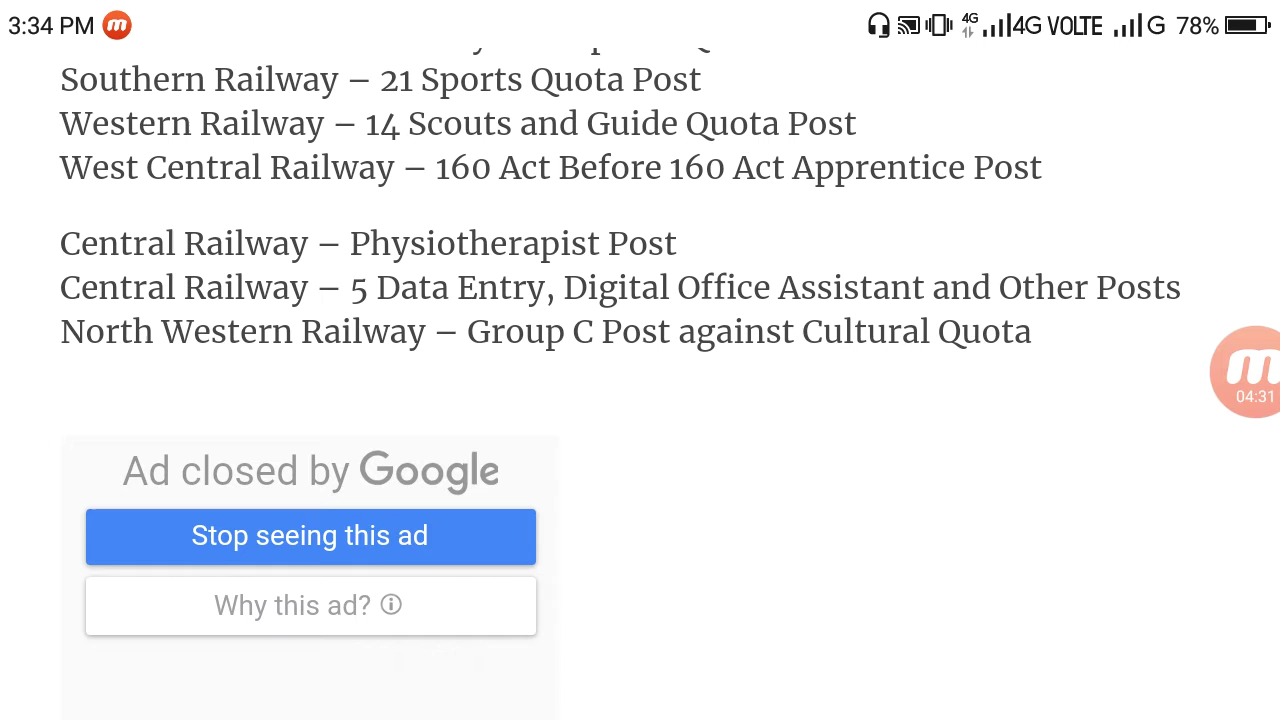 3:34 PM m 4G 4G VOLTE G 78%
Southern Railway – 21 Sports Quota Post
Western Railway – 14 Scouts and Guide Quota Post
West Central Railway – 160 Act Before 160 Act Apprentice Post
Central Railway – Physiotherapist Post
Central Railway – 5 Data Entry, Digital Office Assistant and Other Posts
North Western Railway – Group C Post against Cultural Quota
m
04:31
Ad closed by Google
Stop seeing this ad
Why this ad?